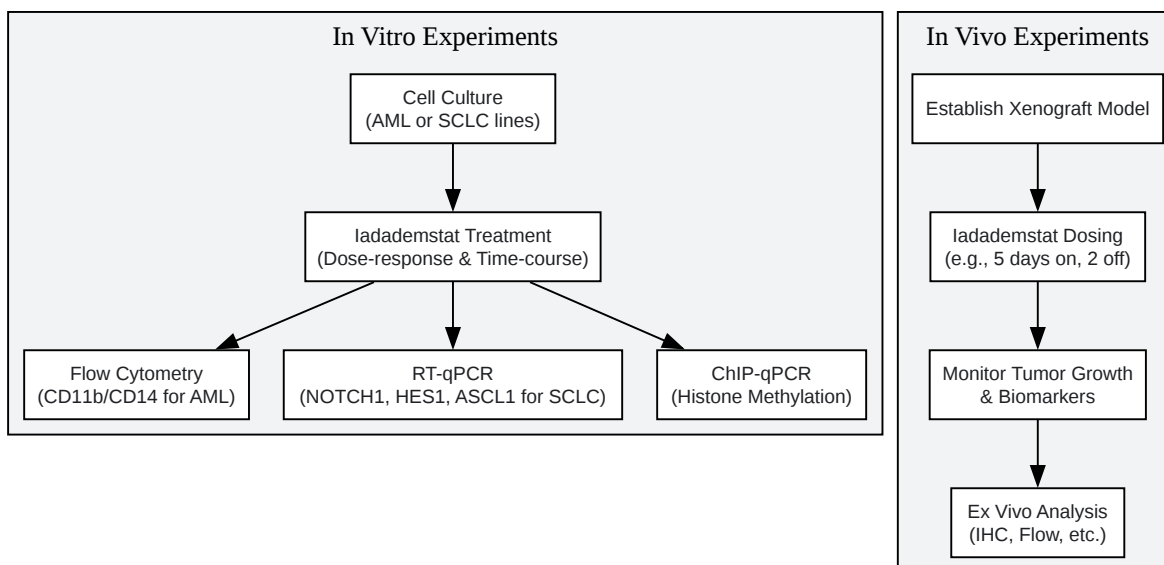 In Vitro Experiments
Cell Culture
(AML or SCLC lines)
Iadademstat Treatment
(Dose-response & Time-course)
Flow Cytometry
(CD11b/CD14 for AML)
RT-qPCR
(NOTCH1, HES1, ASCL1 for SCLC)
ChIP-qPCR
(Histone Methylation)
In Vivo Experiments
Establish Xenograft Model
Iadademstat Dosing
(e.g., 5 days on, 2 off)
Monitor Tumor Growth
& Biomarkers
Ex Vivo Analysis
(IHC, Flow, etc.)